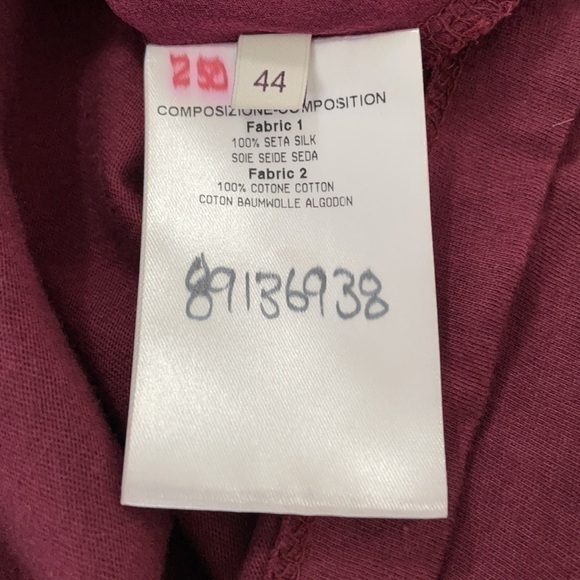 250
44
COMPOSIZIONE-COMPOSITION
Fabric 1
100% SETA SILK
SOIE SEIDE SEDA
Fabric 2
100% COTONE COTTON
COTON BAUMWOLLE ALGODON
89136938